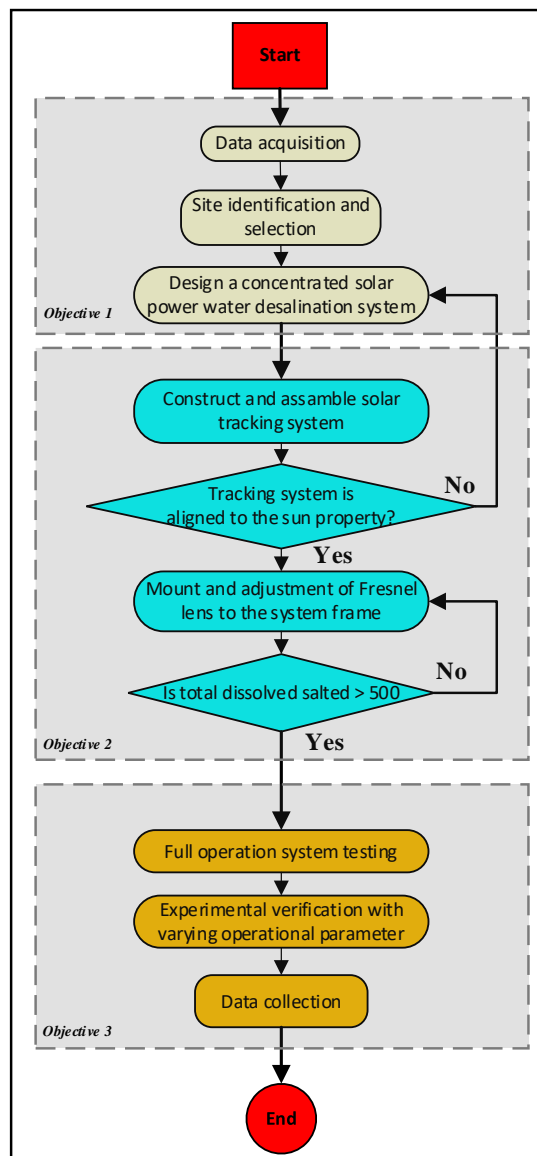 Start
Data acquisition
Site identification and
selection
Design a concentrated solar
power water desalination system
Objective 1
Construct and assamble solar
tracking system
Tracking system is
aligned to the sun property?
No
Yes
Mount and adjustment of Fresnel
lens to the system frame
Is total dissolved salted > 500
No
Yes
Objective 2
Full operation system testing
Experimental verification with
varying operational parameter
Data collection
Objective 3
End